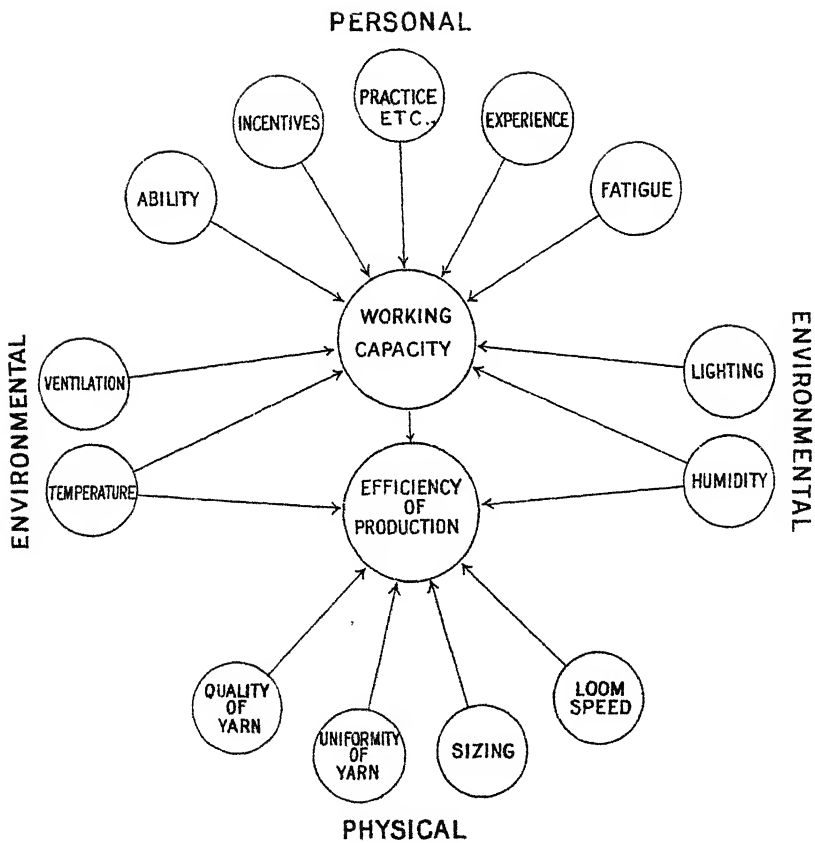 PERSONAL
PRACTICE
ETC.,
INCENTIVES
EXPERIENCE
ABILITY
FATIGUE
WORKING
CAPACITY
ENVIRONMENTAL
VENTILATION
LIGHTING
ENVIRONMENTAL
TEMPERATURE
HUMIDITY
EFFICIENCY
OF
PRODUCTION
QUALITY
OF
YARN
UNIFORMITY
OF
YARN
SIZING
LOOM
SPEED
PHYSICAL